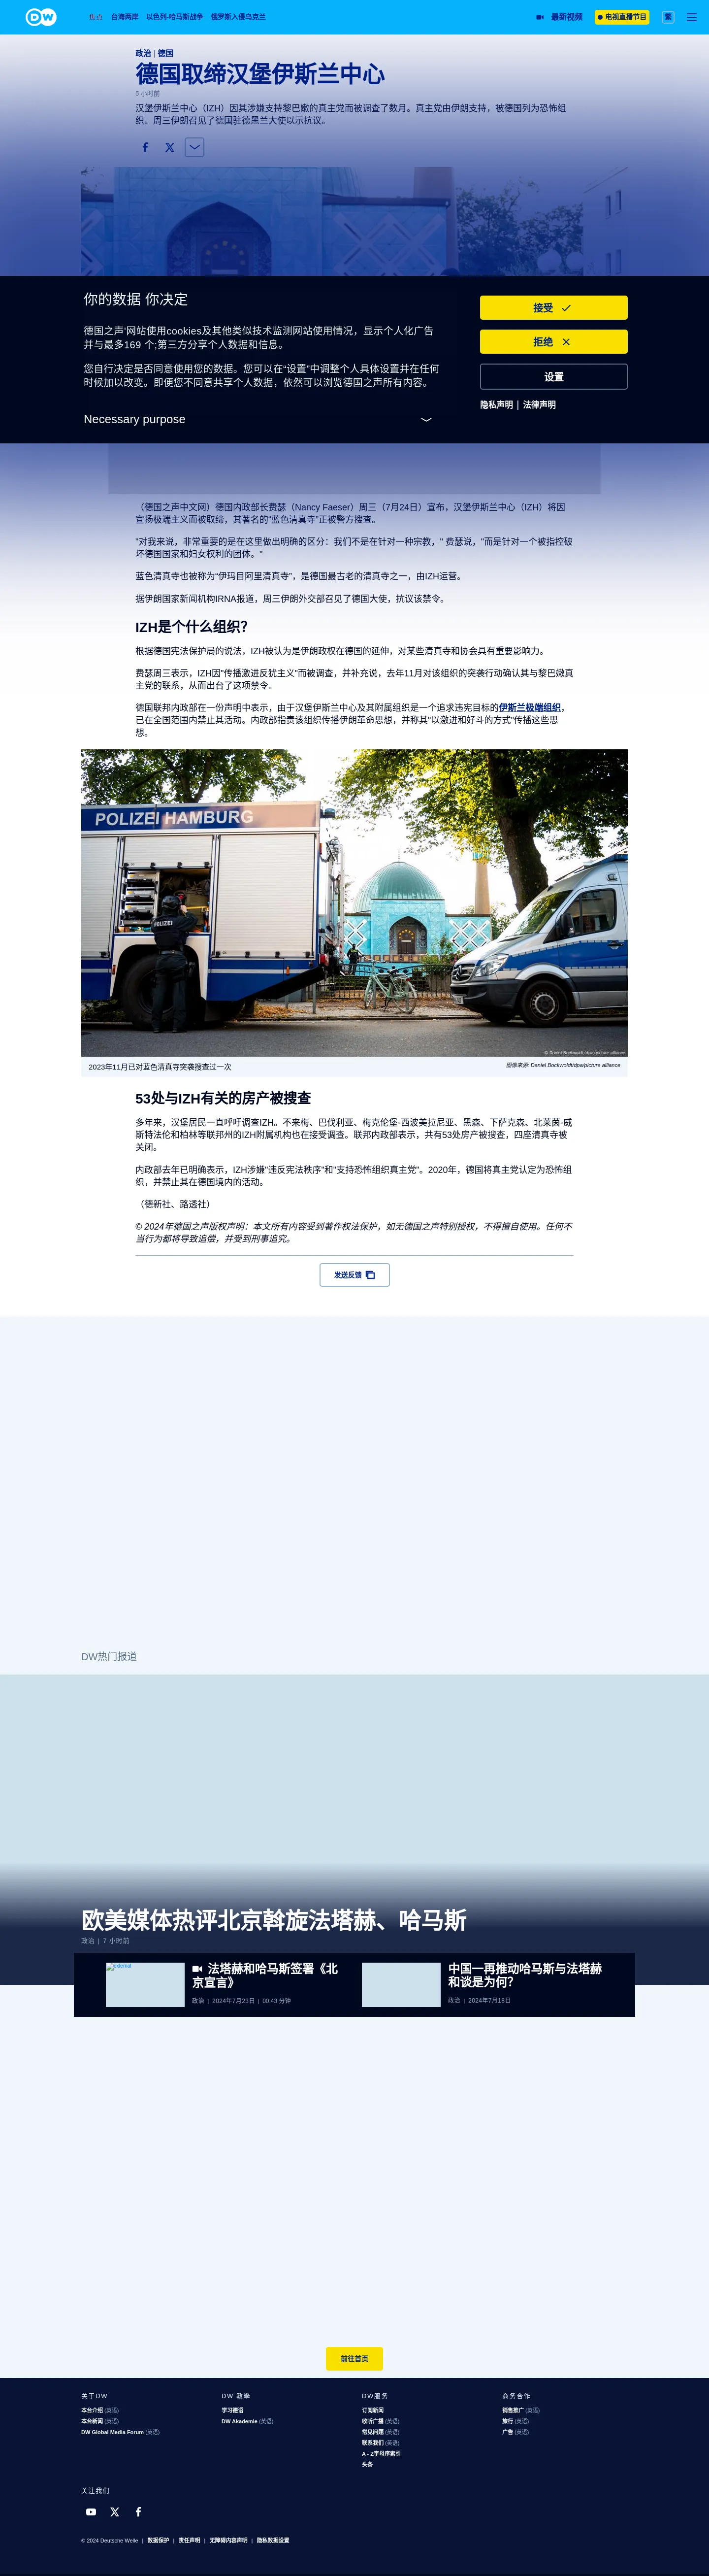 DW
焦点 台海两岸 以色列-哈马斯战争 俄罗斯入侵乌克兰
最新视频 电视直播节目 繁
政治 | 德国
德国取缔汉堡伊斯兰中心
5 小时前
汉堡伊斯兰中心（IZH）因其涉嫌支持黎巴嫩的真主党而被调查了数月。真主党由伊朗支持，被德国列为恐怖组
织。周三伊朗召见了德国驻德黑兰大使以示抗议。
你的数据 你决定
德国之声'网站使用cookies及其他类似技术监测网站使用情况，显示个人化广告
并与最多169 个;第三方分享个人数据和信息。
您自行决定是否同意使用您的数据。您可以在“设置”中调整个人具体设置并在任何
时候加以改变。即便您不同意共享个人数据，依然可以浏览德国之声所有内容。
Necessary purpose
接受
拒绝
设置
隐私声明 | 法律声明
（德国之声中文网）德国内政部长费瑟（Nancy Faeser）周三（7月24日）宣布，汉堡伊斯兰中心（IZH）将因
宣扬极端主义而被取缔，其著名的“蓝色清真寺”正被警方搜查。
"对我来说，非常重要的是在这里做出明确的区分：我们不是在针对一种宗教，" 费瑟说，"而是针对一个被指控破
坏德国国家和妇女权利的团体。"
蓝色清真寺也被称为“伊玛目阿里清真寺”，是德国最古老的清真寺之一，由IZH运营。
据伊朗国家新闻机构IRNA报道，周三伊朗外交部召见了德国大使，抗议该禁令。
IZH是个什么组织？
根据德国宪法保护局的说法，IZH被认为是伊朗政权在德国的延伸，对某些清真寺和协会具有重要影响力。
费瑟周三表示，IZH因"传播激进反犹主义"而被调查，并补充说，去年11月对该组织的突袭行动确认其与黎巴嫩真
主党的联系，从而出台了这项禁令。
德国联邦内政部在一份声明中表示，由于汉堡伊斯兰中心及其附属组织是一个追求违宪目标的伊斯兰极端组织，
已在全国范围内禁止其活动。内政部指责该组织传播伊朗革命思想，并称其"以激进和好斗的方式"传播这些思
想。
POLIZEI HAMBURG
POLIZEI
© Daniel Bockwoldt/dpa/picture alliance
2023年11月已对蓝色清真寺突袭搜查过一次
图像来源: Daniel Bockwoldt/dpa/picture alliance
53处与IZH有关的房产被搜查
多年来，汉堡居民一直呼吁调查IZH。不来梅、巴伐利亚、梅克伦堡-西波美拉尼亚、黑森、下萨克森、北莱茵-威
斯特法伦和柏林等联邦州的IZH附属机构也在接受调查。联邦内政部表示，共有53处房产被搜查，四座清真寺被
关闭。
内政部去年已明确表示，IZH涉嫌"违反宪法秩序"和"支持恐怖组织真主党"。2020年，德国将真主党认定为恐怖组
织，并禁止其在德国境内的活动。
（德新社、路透社）
© 2024年德国之声版权声明：本文所有内容受到著作权法保护，如无德国之声特别授权，不得擅自使用。任何不
当行为都将导致追偿，并受到刑事追究。
发送反馈
DW热门报道
欧美媒体热评北京斡旋法塔赫、哈马斯
政治 | 7 小时前
external
法塔赫和哈马斯签署《北
京宣言》
政治 | 2024年7月23日 | 00:43 分钟
中国一再推动哈马斯与法塔赫
和谈是为何？
政治 | 2024年7月18日
前往首页
关于DW
本台介绍 (英语)
本台新闻 (英语)
DW Global Media Forum (英语)
DW 教学
学习德语
DW Akademie (英语)
DW服务
订阅新闻
收听广播 (英语)
常见问题 (英语)
联系我们 (英语)
A - Z字母序索引
头条
商务合作
销售推广 (英语)
旅行 (英语)
广告 (英语)
关注我们
© 2024 Deutsche Welle | 数据保护 | 责任声明 | 无障碍内容声明 | 隐私数据设置